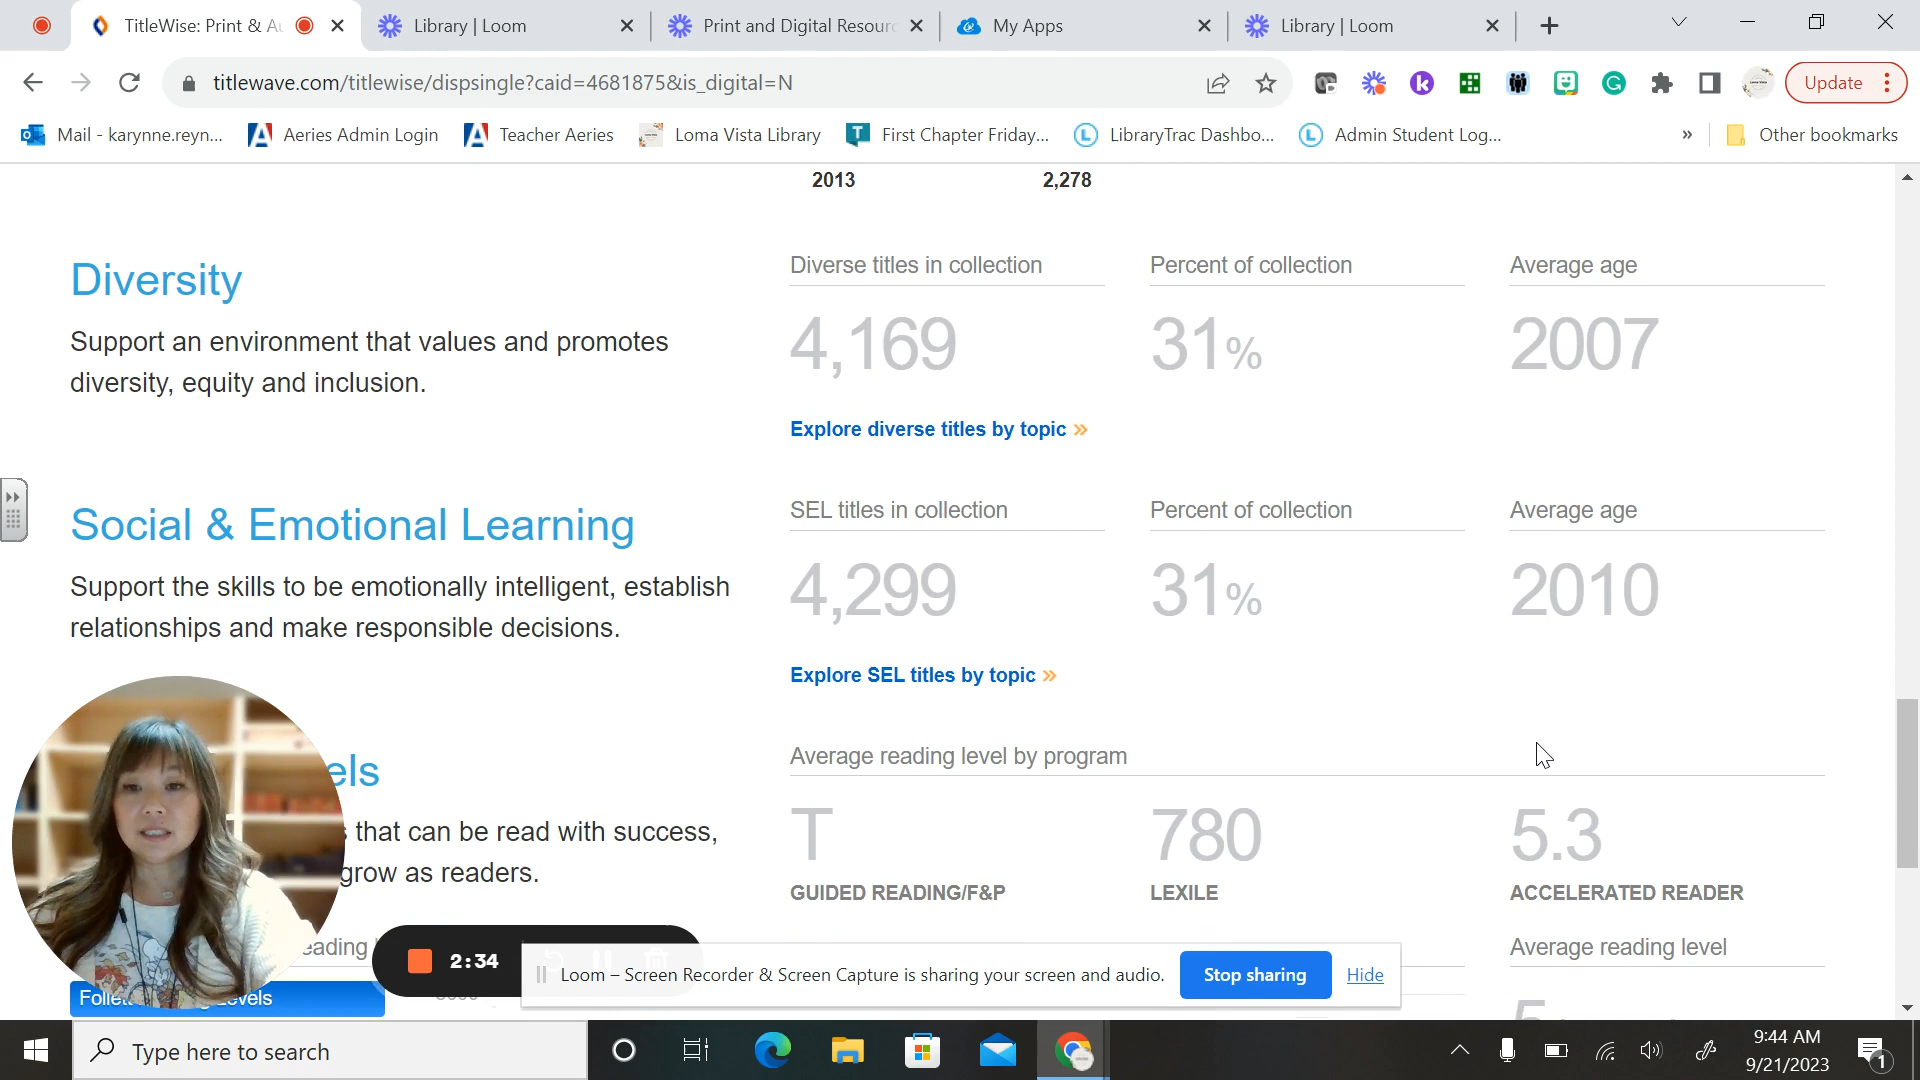 TitleWise: Print & Au
Library | Loom
Print and Digital Resourc
My Apps
Library | Loom
titlewave.com/titlewise/dispsingle?caid=4681875&is_digital=N
Update
Mail - karynne.reyn...
Aeries Admin Login
Teacher Aeries
Loma Vista Library
First Chapter Friday...
LibraryTrac Dashbo...
Admin Student Log...
»
Other bookmarks
2013 2,278
Diversity
Support an environment that values and promotes
diversity, equity and inclusion.
Diverse titles in collection
4,169
Percent of collection
31%
Average age
2007
Explore diverse titles by topic »
Social & Emotional Learning
Support the skills to be emotionally intelligent, establish
relationships and make responsible decisions.
SEL titles in collection
4,299
Percent of collection
31%
Average age
2010
Explore SEL titles by topic »
els
that can be read with success,
grow as readers.
Average reading level by program
T
GUIDED READING/F&P
780
LEXILE
5.3
ACCELERATED READER
eading
Average reading level
2:34
Loom – Screen Recorder & Screen Capture is sharing your screen and audio.
Stop sharing
Hide
Type here to search
9:44 AM
9/21/2023
1